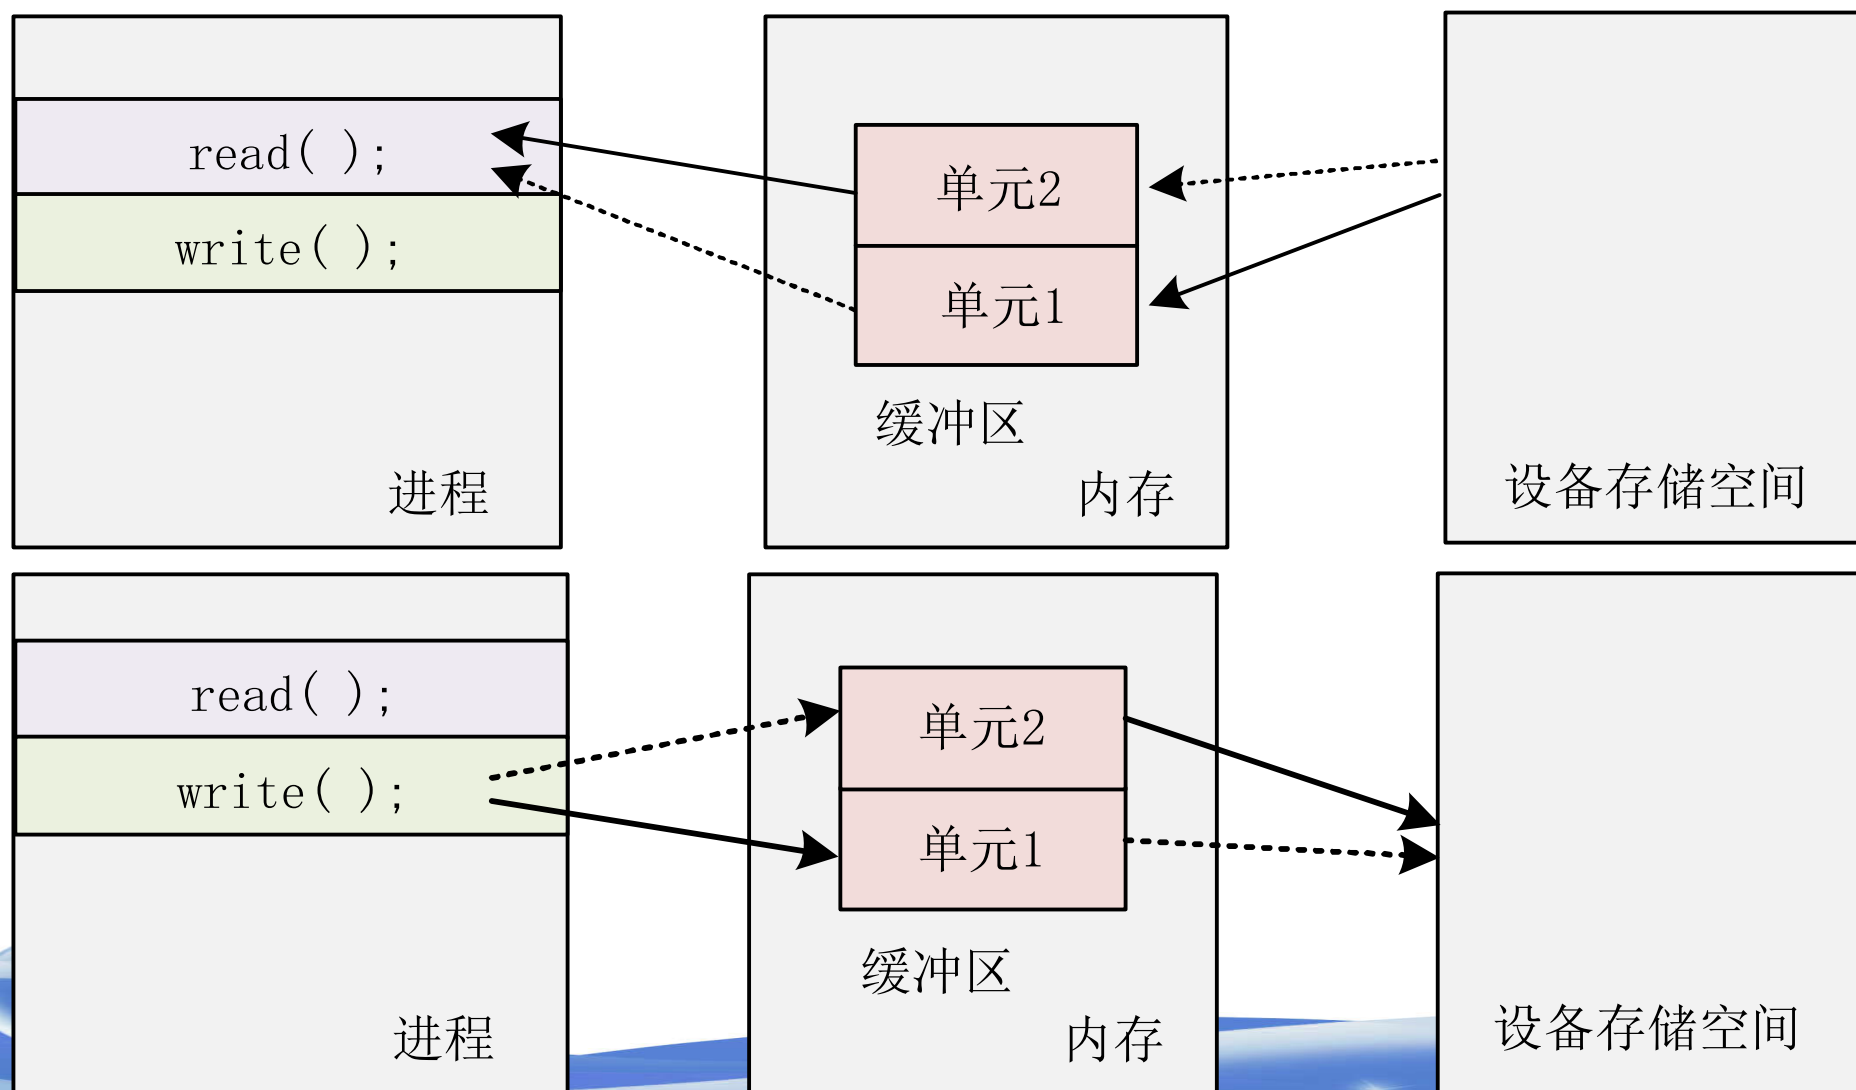 read( );
write( );
单元2
单元1
缓冲区
进程
内存
设备存储空间
read( );
write( );
单元2
单元1
缓冲区
进程
内存
设备存储空间